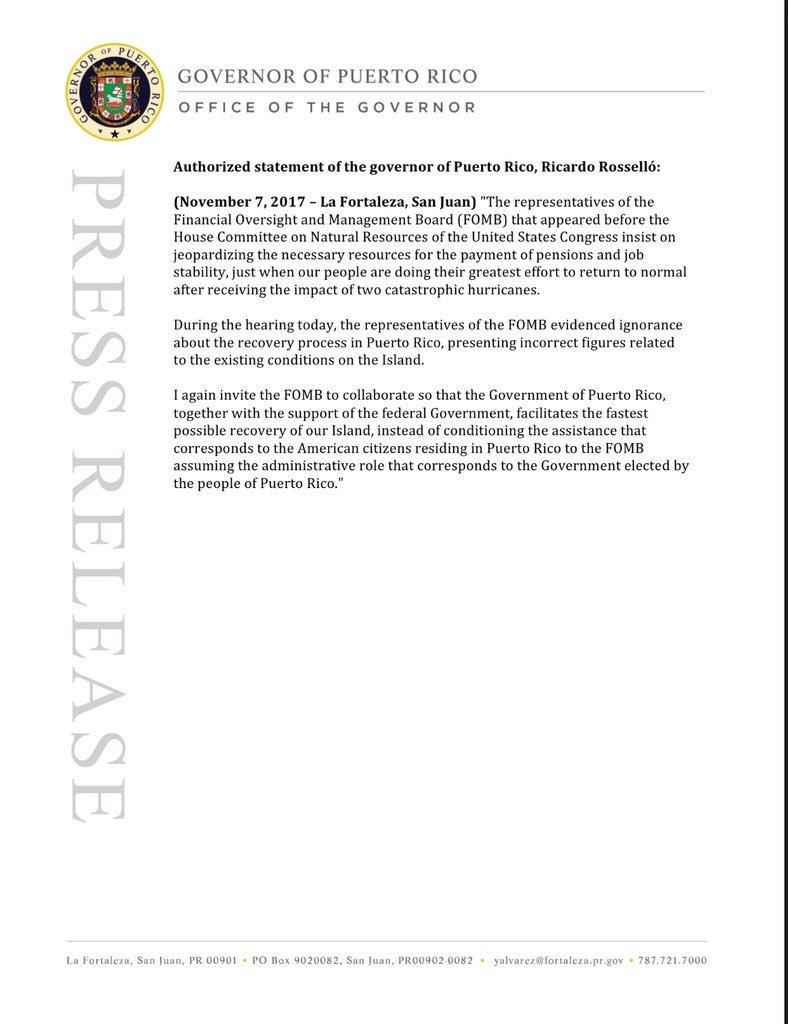 GOVERNOR OF PUERTO RICO
GOVERNOR OF PUERTO RICO
OFFICE OF THE GOVERNOR
PRESS RELEASE
Authorized statement of the governor of Puerto Rico, Ricardo Rosselló:
(November 7, 2017 – La Fortaleza, San Juan) "The representatives of the
Financial Oversight and Management Board (FOMB) that appeared before the
House Committee on Natural Resources of the United States Congress insist on
jeopardizing the necessary resources for the payment of pensions and job
stability, just when our people are doing their greatest effort to return to normal
after receiving the impact of two catastrophic hurricanes.
During the hearing today, the representatives of the FOMB evidenced ignorance
about the recovery process in Puerto Rico, presenting incorrect figures related
to the existing conditions on the Island.
I again invite the FOMB to collaborate so that the Government of Puerto Rico,
together with the support of the federal Government, facilitates the fastest
possible recovery of our Island, instead of conditioning the assistance that
corresponds to the American citizens residing in Puerto Rico to the FOMB
assuming the administrative role that corresponds to the Government elected by
the people of Puerto Rico."
La Fortaleza, San Juan, PR 00901 • PO Box 9020082, San Juan, PR00902-0082 • yalvarez@fortaleza.pr.gov • 787.721.7000